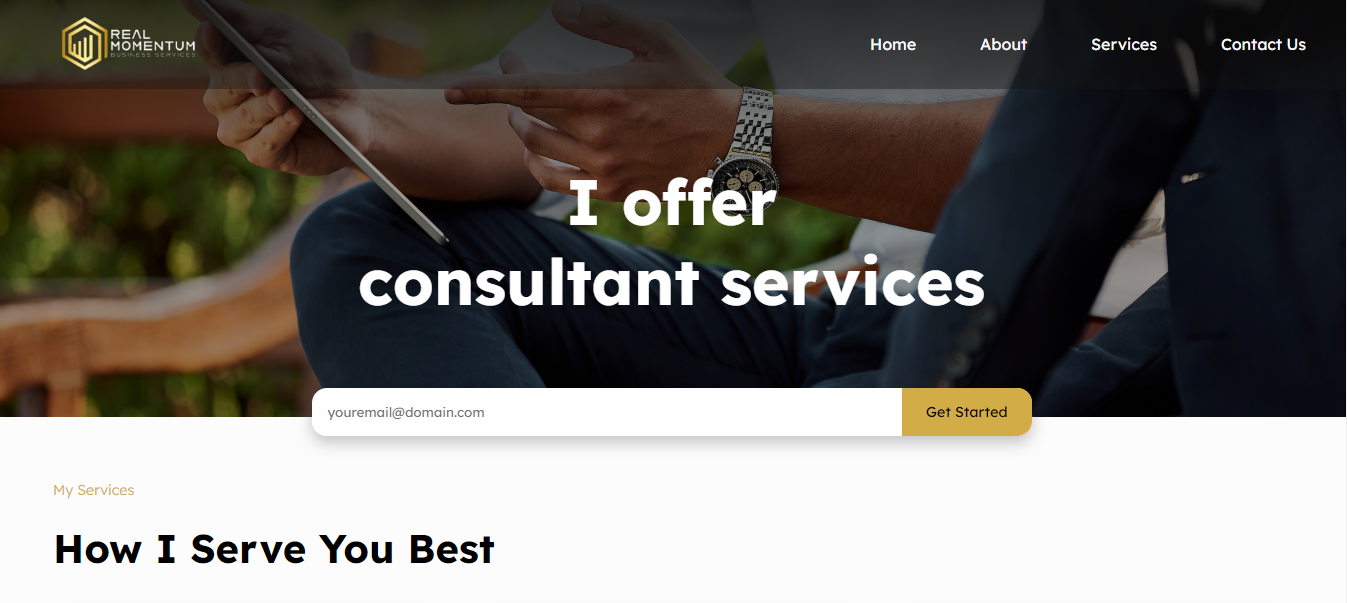 REAL
MOMENTUM
BUSINESS SERVICES
Home
About
Services
Contact Us
I offer
consultant services
youremail@domain.com
Get Started
My Services
How I Serve You Best